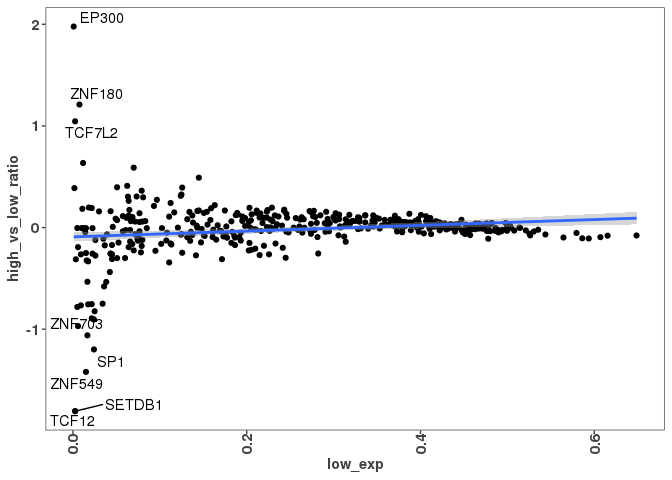 EP300
2
ZNF180
1
TCF7L2
0
high_vs_low_ratio
ZNF703
-1
SP1
ZNF549
SETDB1
TCF12
0.0
0.2
0.4
0.6
low_exp